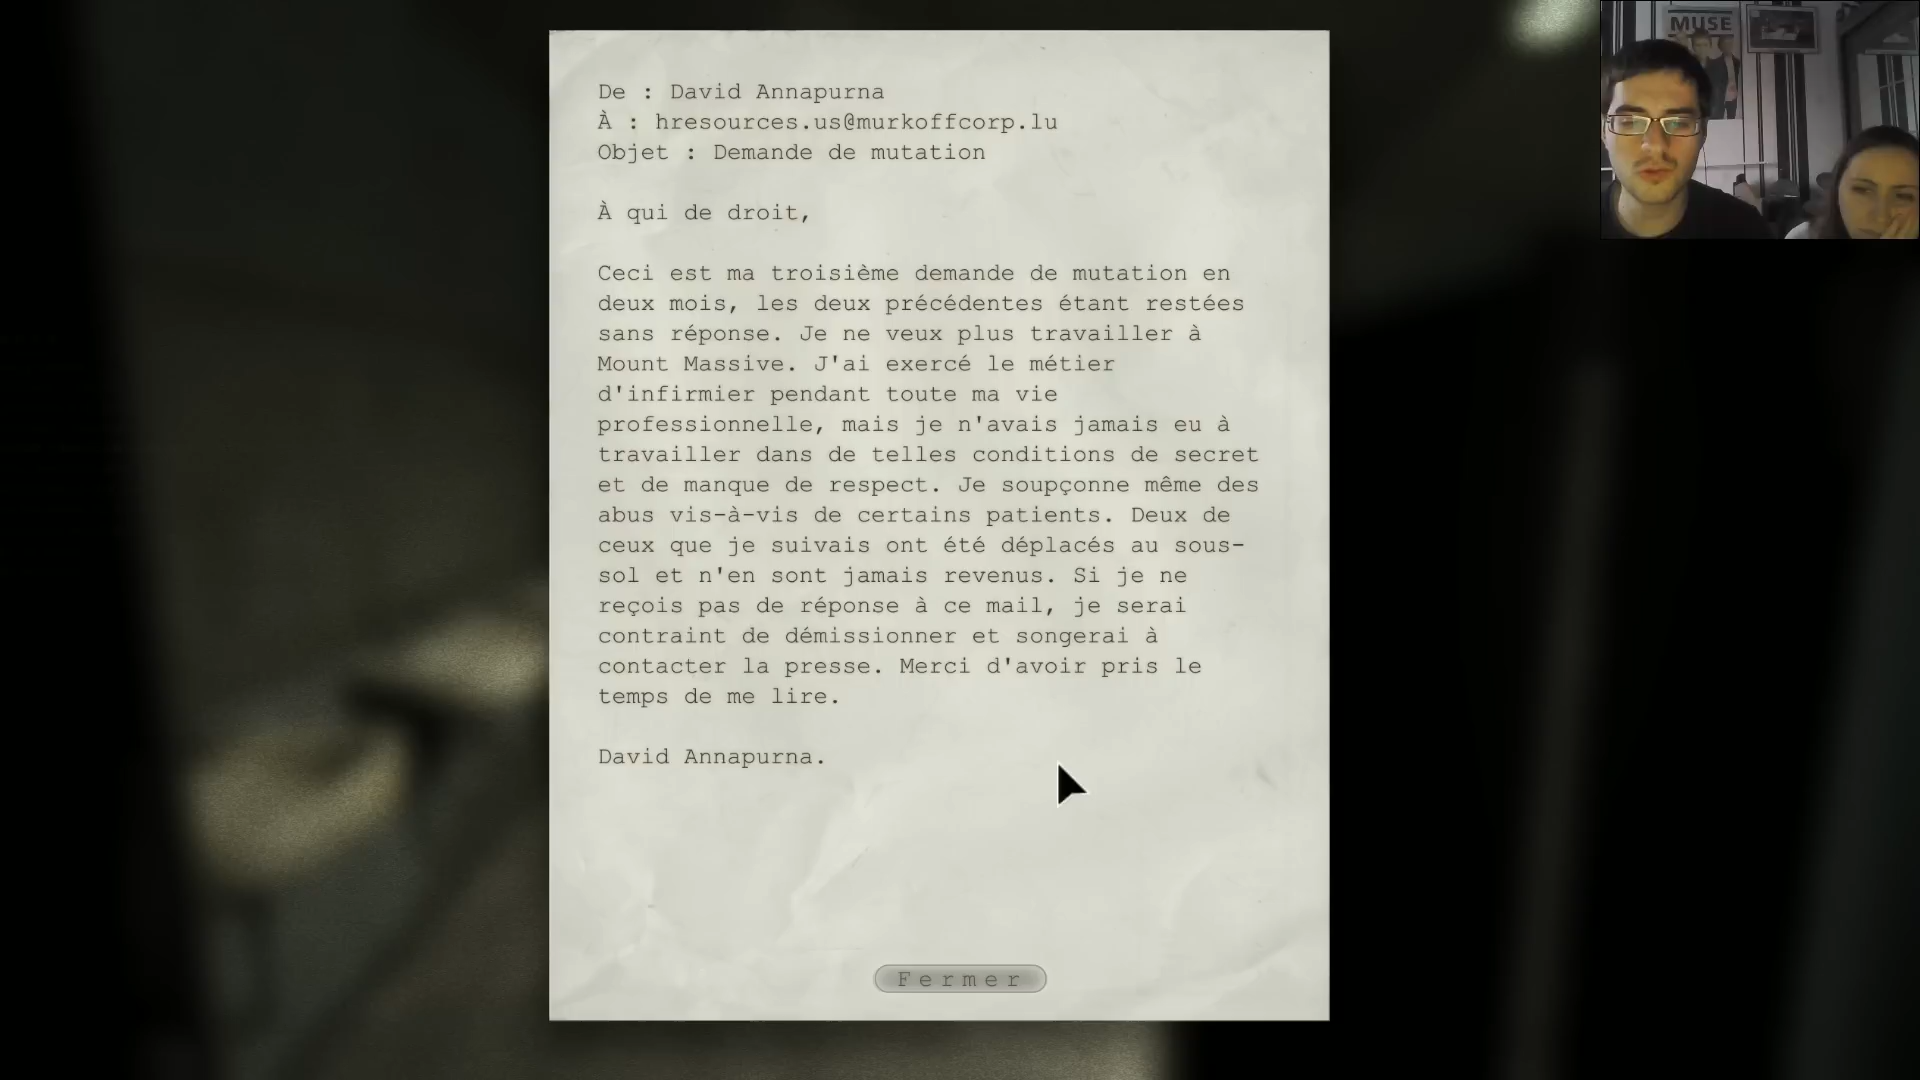 MUSE
De : David Annapurna
À : hresources.us@murkoffcorp.lu
Objet : Demande de mutation
À qui de droit,
Ceci est ma troisième demande de mutation en
deux mois, les deux précédentes étant restées
sans réponse. Je ne veux plus travailler à
Mount Massive. J'ai exercé le métier
d'infirmier pendant toute ma vie
professionnelle, mais je n'avais jamais eu à
travailler dans de telles conditions de secret
et de manque de respect. Je soupçonne même des
abus vis-à-vis de certains patients. Deux de
ceux que je suivais ont été déplacés au sous-
sol et n'en sont jamais revenus. Si je ne
reçois pas de réponse à ce mail, je serai
contraint de démissionner et songerai à
contacter la presse. Merci d'avoir pris le
temps de me lire.
David Annapurna.
Fermer